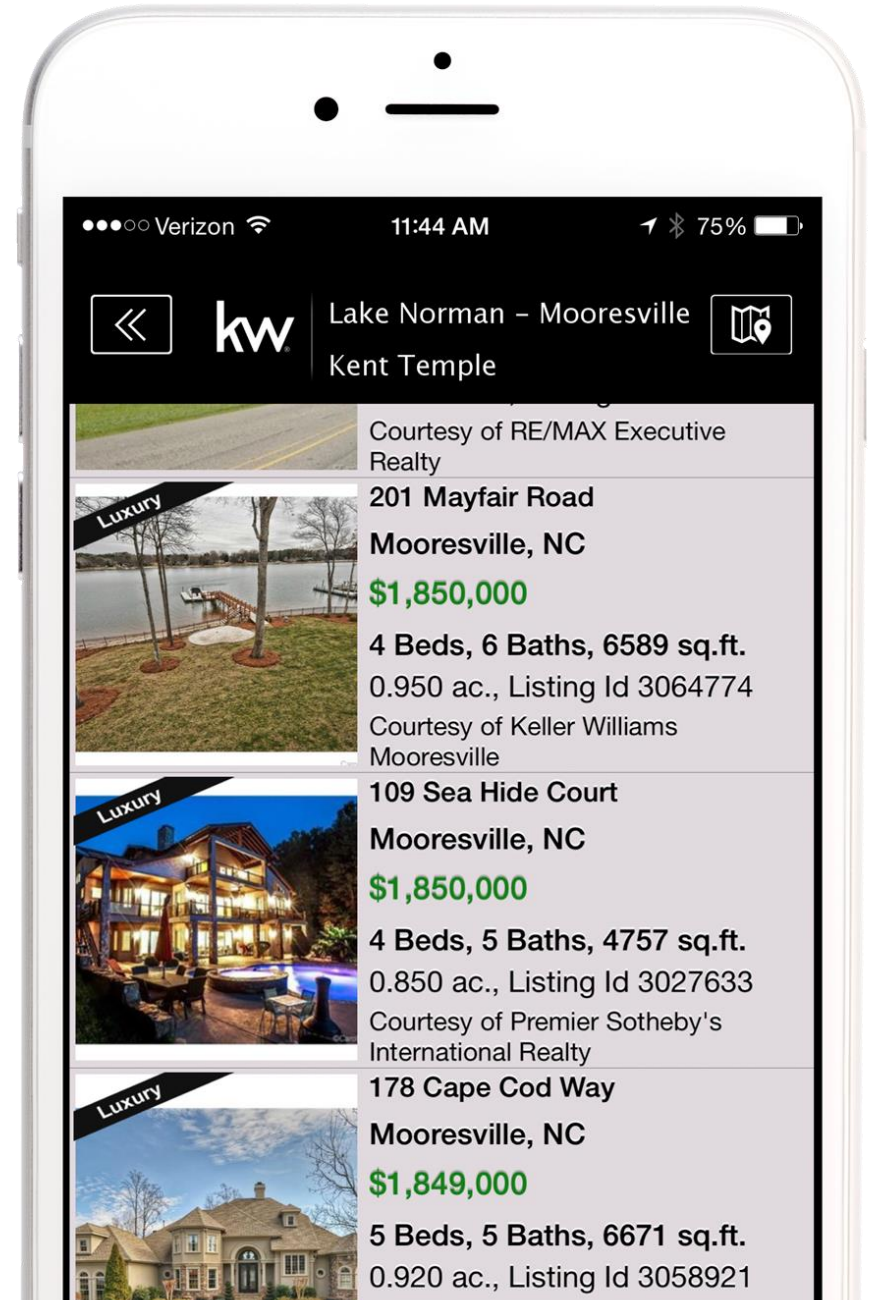 Verizon 11:44 AM 75%
kw
Lake Norman – Mooresville
Kent Temple
Courtesy of RE/MAX Executive
Realty
Luxury
201 Mayfair Road
Mooresville, NC
$1,850,000
4 Beds, 6 Baths, 6589 sq.ft.
0.950 ac., Listing Id 3064774
Courtesy of Keller Williams
Mooresville
Luxury
109 Sea Hide Court
Mooresville, NC
$1,850,000
4 Beds, 5 Baths, 4757 sq.ft.
0.850 ac., Listing Id 3027633
Courtesy of Premier Sotheby's
International Realty
Luxury
178 Cape Cod Way
Mooresville, NC
$1,849,000
5 Beds, 5 Baths, 6671 sq.ft.
0.920 ac., Listing Id 3058921